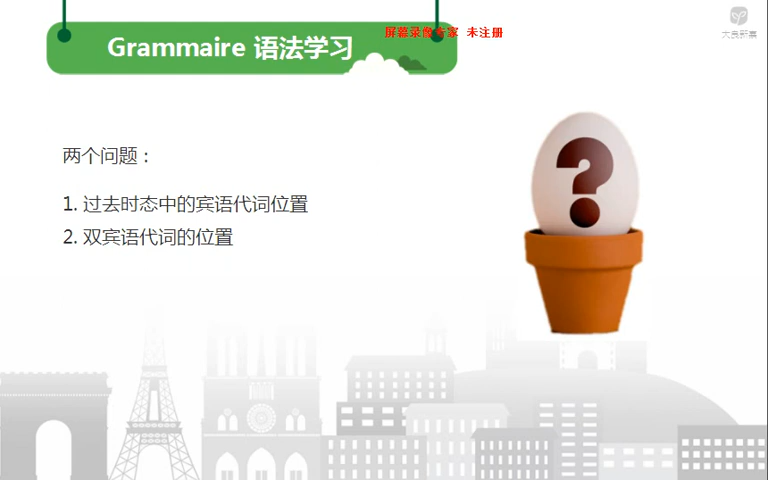 Grammaire 语法学习
屏幕录像专家 未注册
两个问题：
1. 过去时态中的宾语代词位置
2. 双宾语代词的位置
?